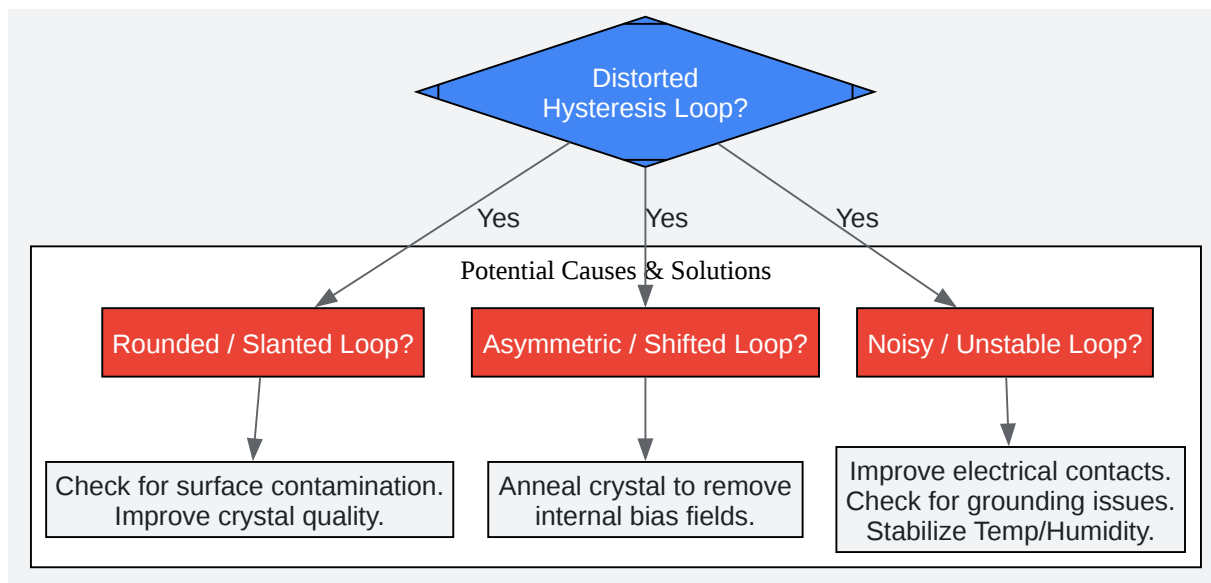 Distorted
Hysteresis Loop?
Yes
Yes
Yes
Potential Causes & Solutions
Rounded / Slanted Loop?
Asymmetric / Shifted Loop?
Noisy / Unstable Loop?
Check for surface contamination.
Improve crystal quality.
Anneal crystal to remove
internal bias fields.
Improve electrical contacts.
Check for grounding issues.
Stabilize Temp/Humidity.